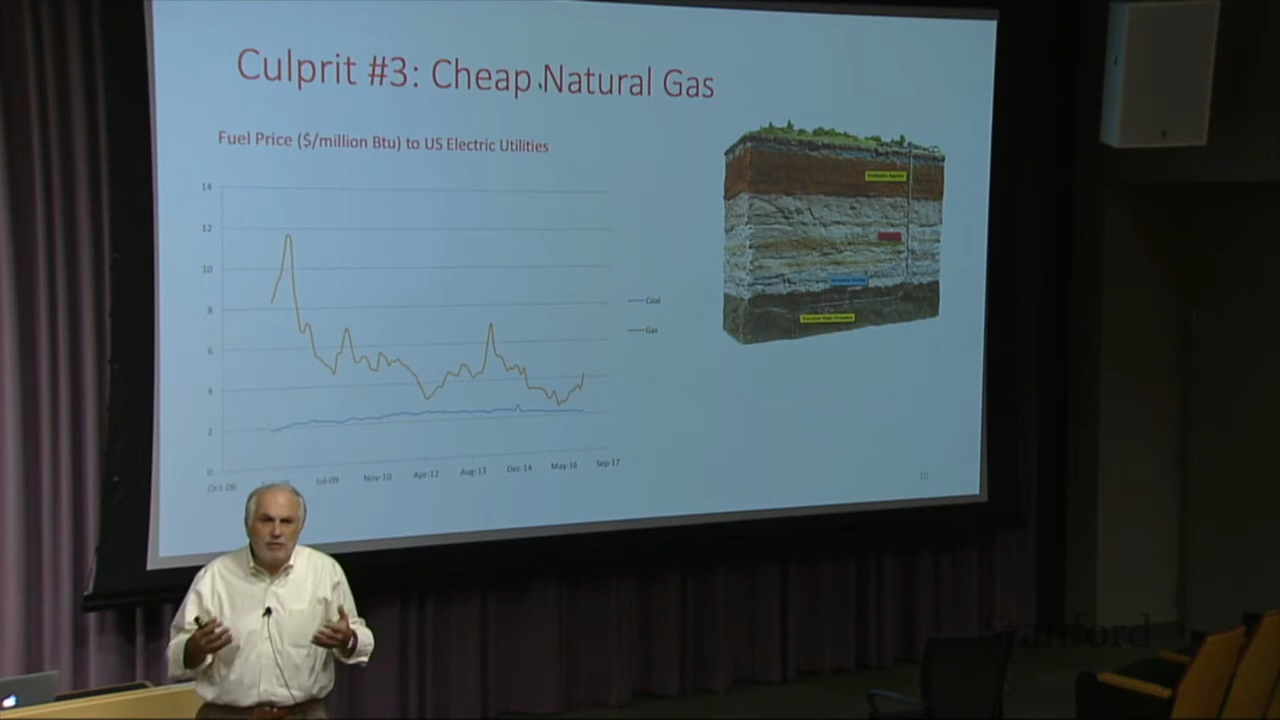 Culprit #3: Cheap Natural Gas
Fuel Price ($/million Btu) to US Electric Utilities
14
12
10
8
6
4
2
0
Oct-06
Jul-09
Nov-10
Apr-12
Aug-13
Dec-14
May-16
Sep-17
Coal
Gas
10
Stanford